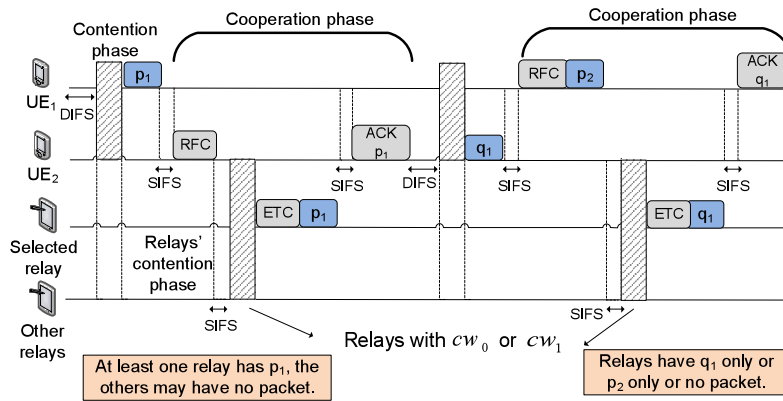 Cooperation phase
Cooperation phase
Contention
phase
p1
RFC
p2
ACK
q1
UE1
DIFS
RFC
ACK
p1
q1
UE2
SIFS
SIFS
DIFS
SIFS
SIFS
ETC
p1
ETC
q1
Selected
relay
Relays'
contention
phase
Other
relays
SIFS
SIFS
Relays with cw0 or cw1
At least one relay has p1, the
others may have no packet.
Relays have q1 only or
p2 only or no packet.